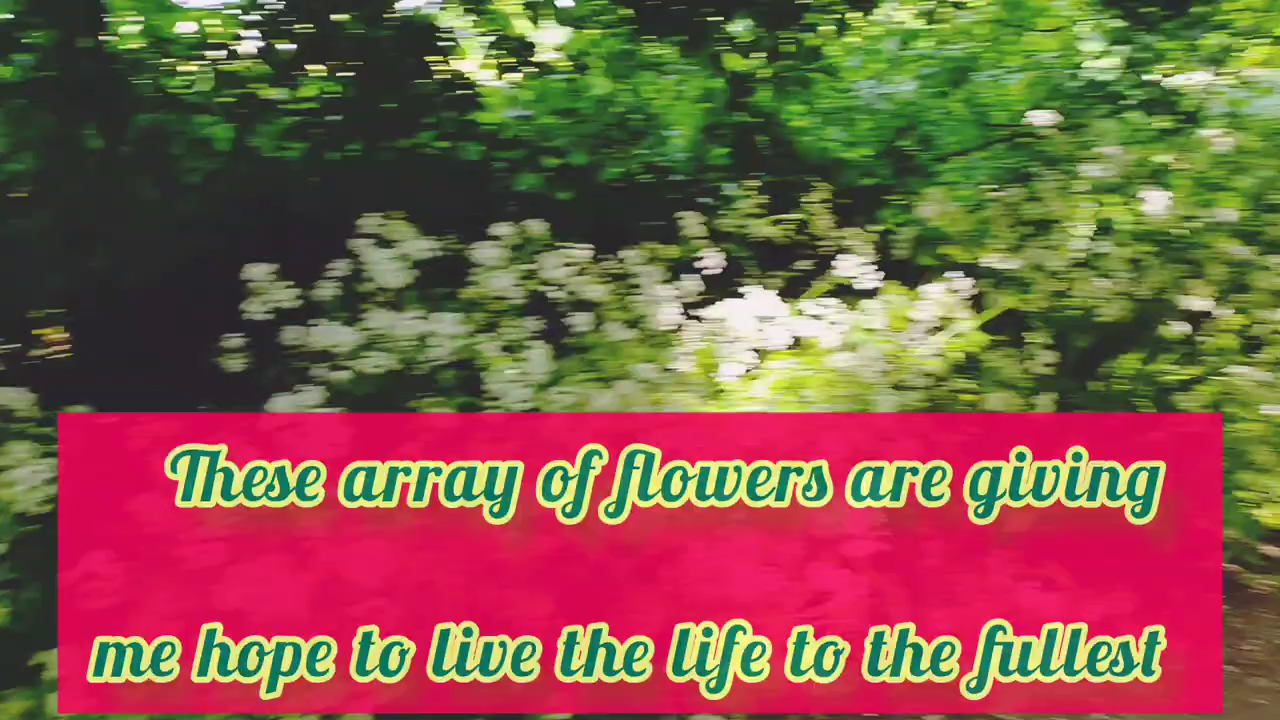 These array of flowers are giving
me hope to live the life to the fullest